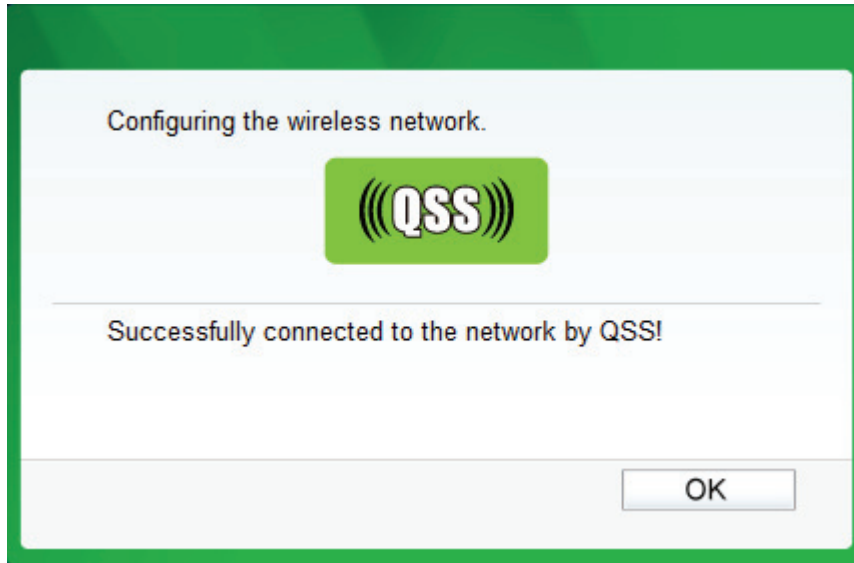 Configuring the wireless network.
QSS
Successfully connected to the network by QSS!
OK